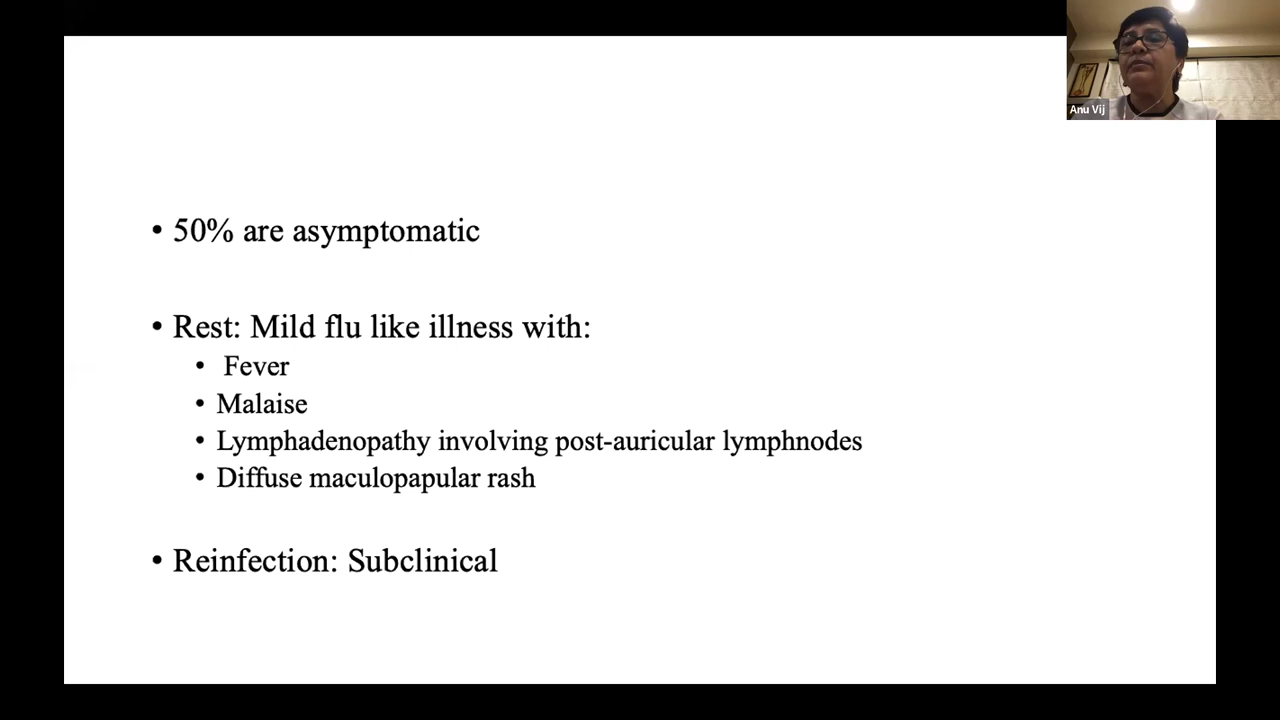 Anu Vij
• 50% are asymptomatic
• Rest: Mild flu like illness with:
• Fever
• Malaise
• Lymphadenopathy involving post-auricular lymphnodes
• Diffuse maculopapular rash
• Reinfection: Subclinical